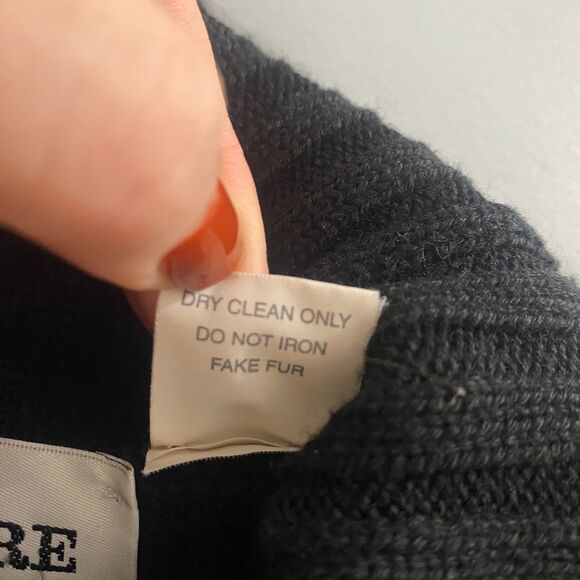 DRY CLEAN ONLY
DO NOT IRON
FAKE FUR
RE